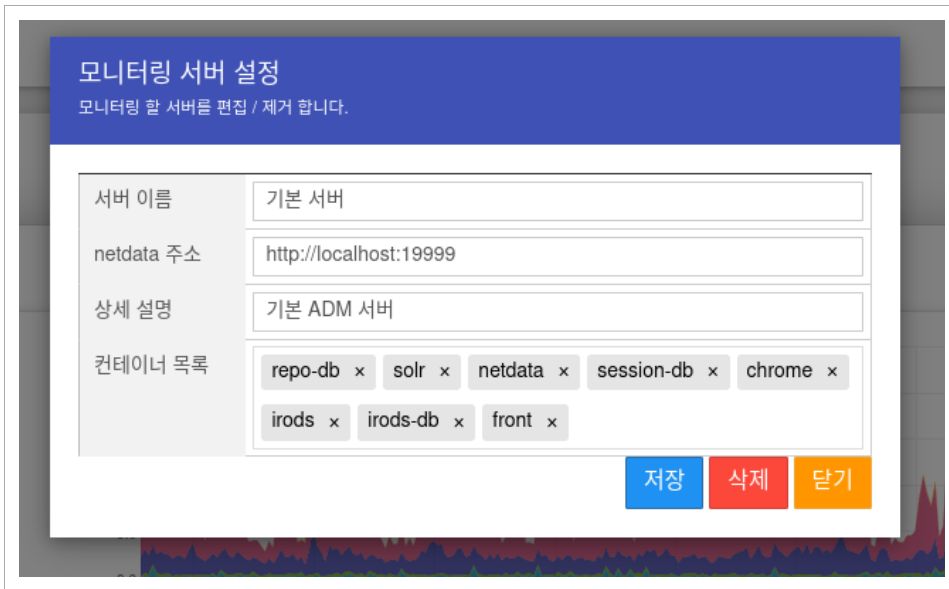 모니터링 서버 설정
모니터링 할 서버를 편집 / 제거 합니다.
서버 이름 기본 서버
netdata 주소 http://localhost:19999
상세 설명 기본 ADM 서버
컨테이너 목록 repo-db × solr × netdata × session-db × chrome ×
irods × irods-db × front ×
저장 삭제 닫기
0.0